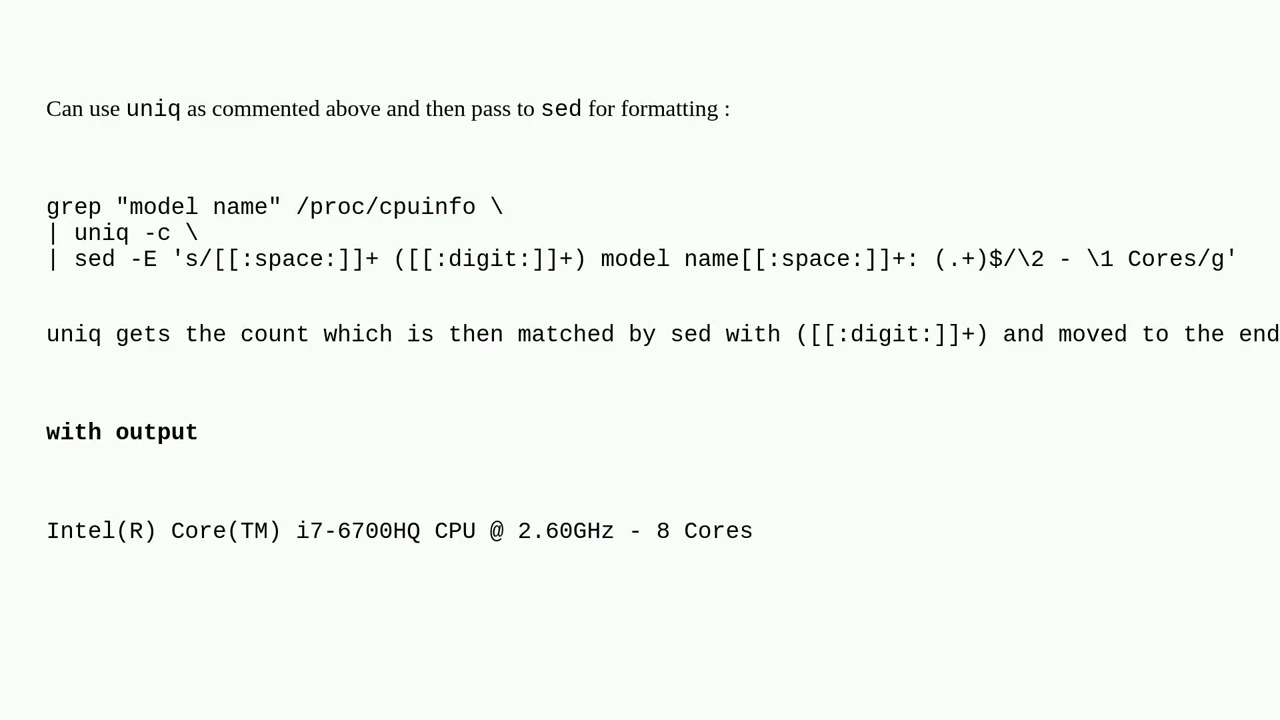 Can use uniq as commented above and then pass to sed for formatting :
grep "model name" /proc/cpuinfo \
| uniq -c \
| sed -E 's/[[:space:]]+ ([[:digit:]]+) model name[[:space:]]+: (.+)$/\2 - \1 Cores/g'
uniq gets the count which is then matched by sed with ([[:digit:]]+) and moved to the end
with output
Intel(R) Core(TM) i7-6700HQ CPU @ 2.60GHz - 8 Cores